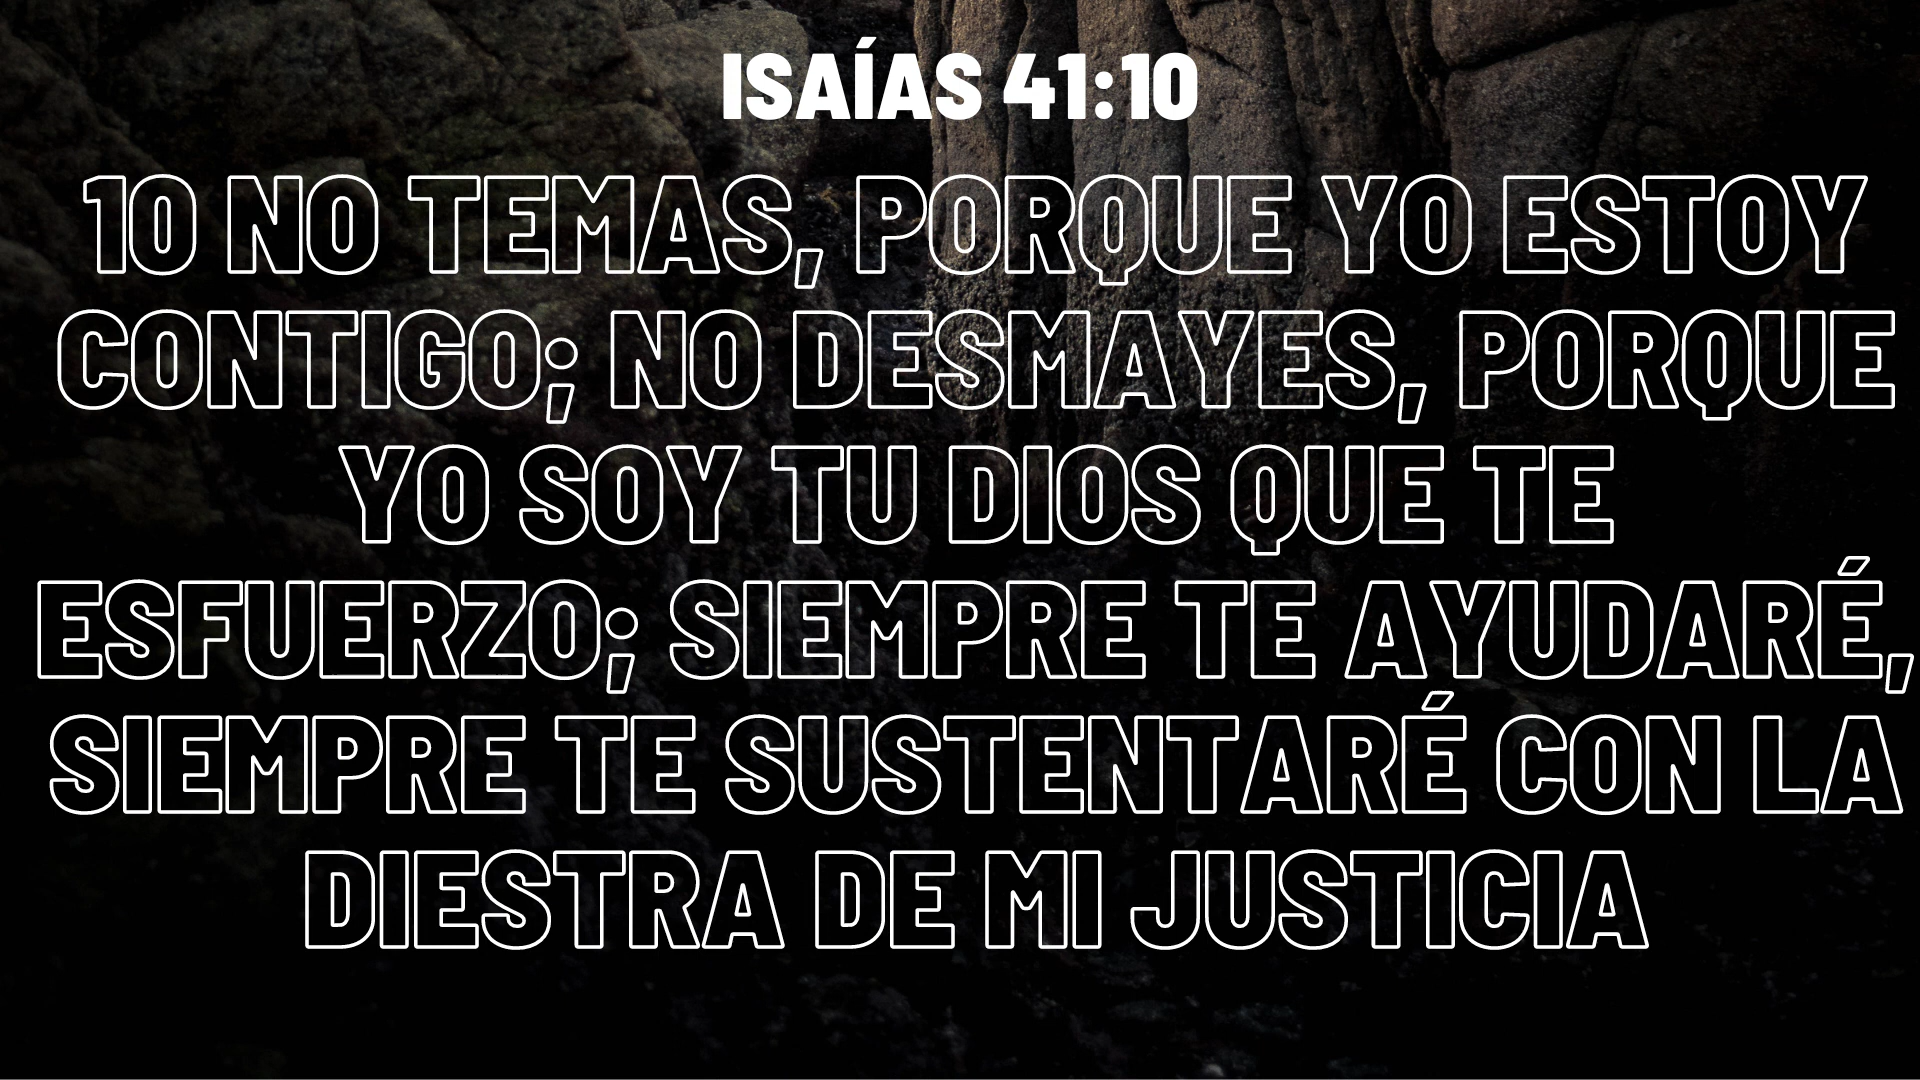 ISAÍAS 41:10
10 NO TEMAS, PORQUE YO ESTOY
CONTIGO; NO DESMAYES, PORQUE
YO SOY TU DIOS QUE TE
ESFUERZO; SIEMPRE TE AYUDARÉ,
SIEMPRE TE SUSTENTARÉ CON LA
DIESTRA DE MI JUSTICIA